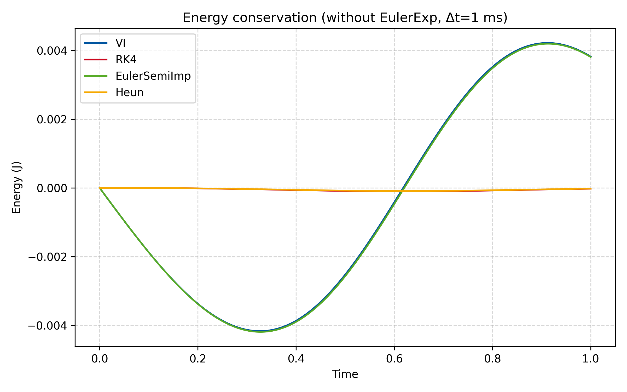 Energy conservation (without EulerExp, Δt=1 ms)
VI
RK4
EulerSemiImp
Heun
Energy (J)
0.004
0.002
0.000
−0.002
−0.004
0.0
0.2
0.4
0.6
0.8
1.0
Time